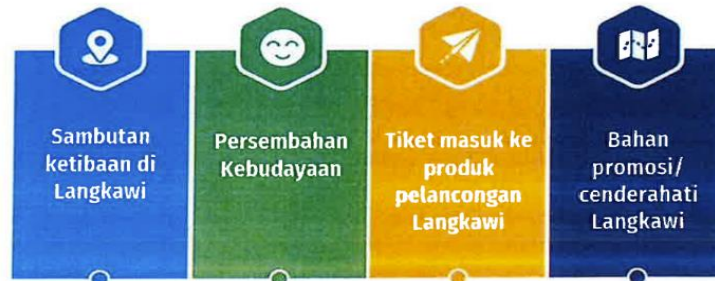 Sambutan
ketibaan di
Langkawi
Persembahan
Kebudayaan
Tiket masuk ke
produk
pelancongan
Langkawi
Bahan
promosi/
cenderahati
Langkawi